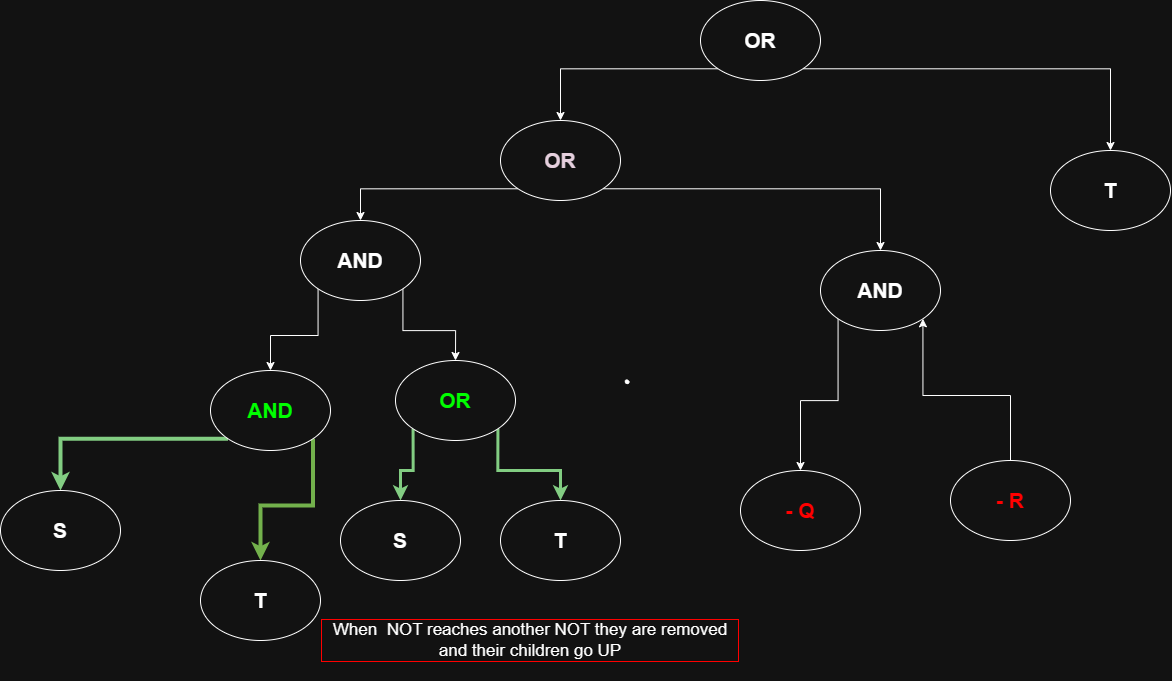 OR
OR
T
AND
AND
AND
OR
S
T
S
T
- Q
- R
When NOT reaches another NOT they are removed
and their children go UP